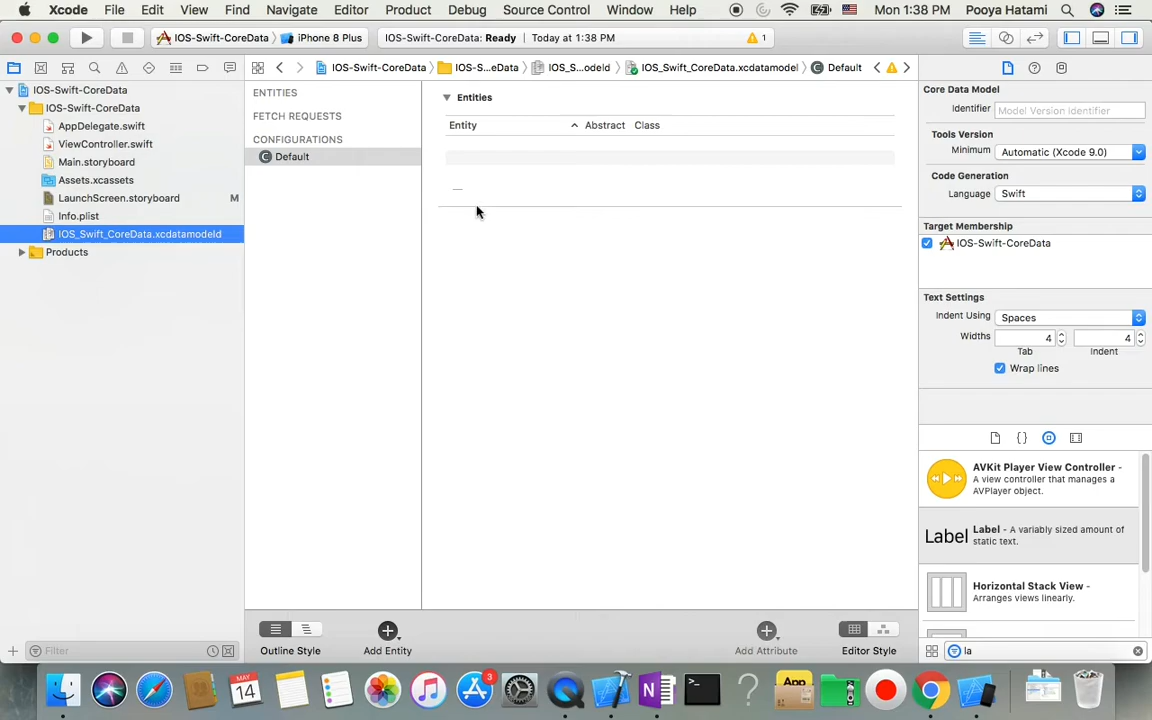 Xcode File Edit View Find Navigate Editor Product Debug Source Control Window Help Mon 1:38 PM Pooya Hatami
IOS-Swift-CoreData iPhone 8 Plus IOS-Swift-CoreData: Ready Today at 1:38 PM 1
IOS-Swift-CoreData IOS-S...eData IOS_S...odeld IOS_Swift_CoreData.xcdatamodel C Default
IOS-Swift-CoreData
IOS-Swift-CoreData
AppDelegate.swift
ViewController.swift
Main.storyboard
Assets.xcassets
LaunchScreen.storyboard M
Info.plist
IOS_Swift_CoreData.xcdatamodeld
Products
Filter
ENTITIES
FETCH REQUESTS
CONFIGURATIONS
C Default
Entities
Entity Abstract Class
Outline Style Add Entity Add Attribute Editor Style
Core Data Model
Identifier Model Version Identifier
Tools Version
Minimum Automatic (Xcode 9.0)
Code Generation
Language Swift
Target Membership
IOS-Swift-CoreData
Text Settings
Indent Using Spaces
Widths 4 4
Tab Indent
Wrap lines
{}
AVKit Player View Controller -
A view controller that manages a
AVPlayer object.
Label Label - A variably sized amount of
static text.
Horizontal Stack View -
Arranges views linearly.
la
MAY
14
3
App